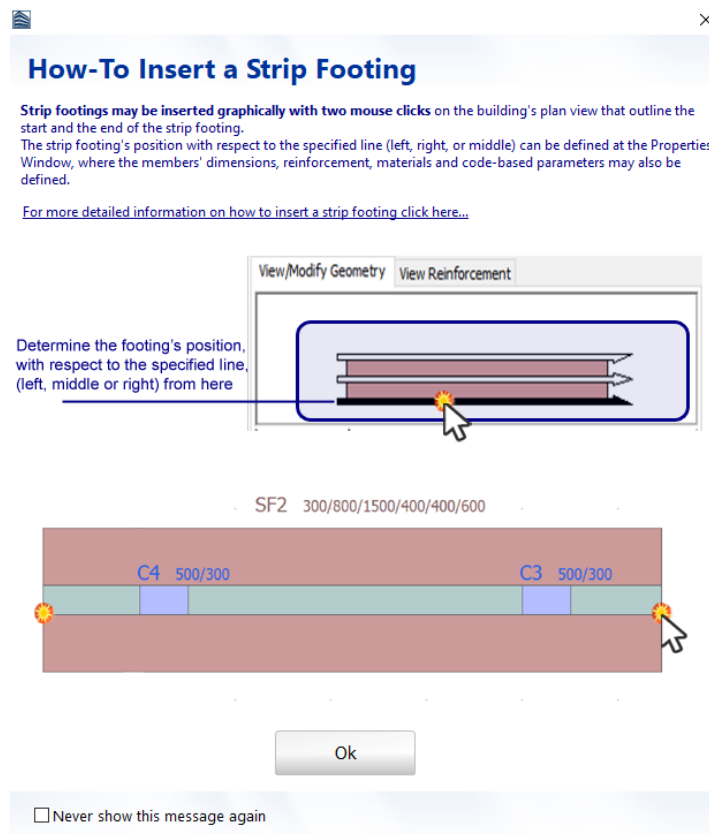 How-To Insert a Strip Footing
Strip footings may be inserted graphically with two mouse clicks on the building's plan view that outline the
start and the end of the strip footing.
The strip footing's position with respect to the specified line (left, right, or middle) can be defined at the Properties
Window, where the members' dimensions, reinforcement, materials and code-based parameters may also be
defined.
For more detailed information on how to insert a strip footing click here...
View/Modify Geometry View Reinforcement
Determine the footing's position,
with respect to the specified line,
(left, middle or right) from here
SF2 300/800/1500/400/400/600
C4 500/300 C3 500/300
Ok
Never show this message again